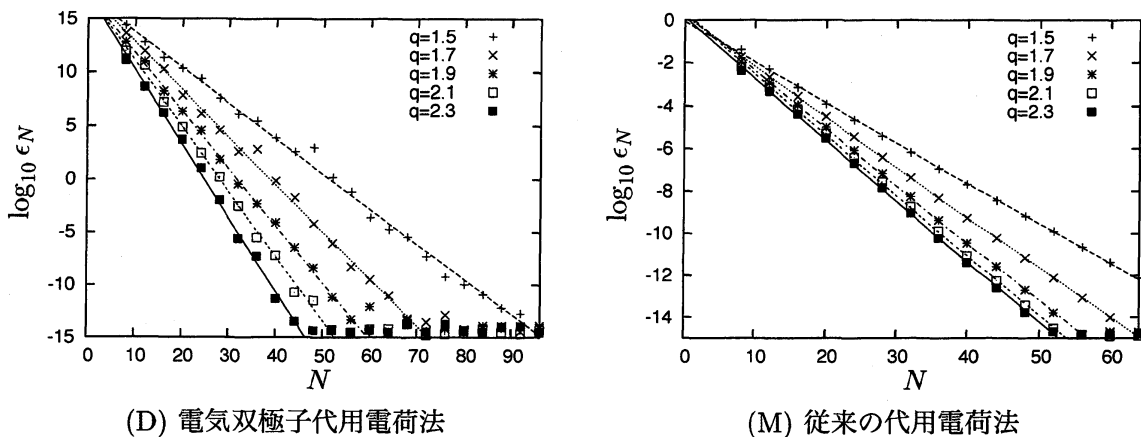 15
10
5
0
-5
-10
-15
log₁₀ ϵ_N
q=1.5
q=1.7
q=1.9
q=2.1
q=2.3
0 10 20 30 40 50 60 70 80 90
N
(D) 電気双極子代用電荷法
0
-2
-4
-6
-8
-10
-12
-14
log₁₀ ϵ_N
q=1.5
q=1.7
q=1.9
q=2.1
q=2.3
0 10 20 30 40 50 60
N
(M) 従来の代用電荷法